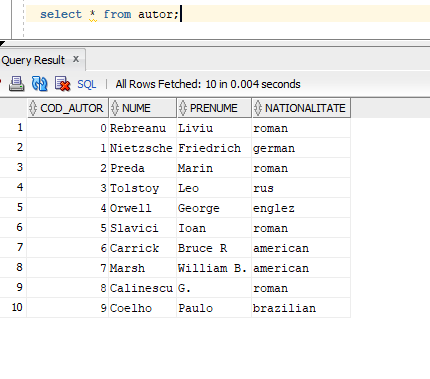 select * from autor;
Query Result x
SQL | All Rows Fetched: 10 in 0.004 seconds
COD_AUTOR NUME PRENUME NATIONALITATE
1 0 Rebreanu Liviu roman
2 1 Nietzsche Friedrich german
3 2 Preda Marin roman
4 3 Tolstoy Leo rus
5 4 Orwell George englez
6 5 Slavici Ioan roman
7 6 Carrick Bruce R american
8 7 Marsh William B. american
9 8 Calinescu G. roman
10 9 Coelho Paulo brazilian